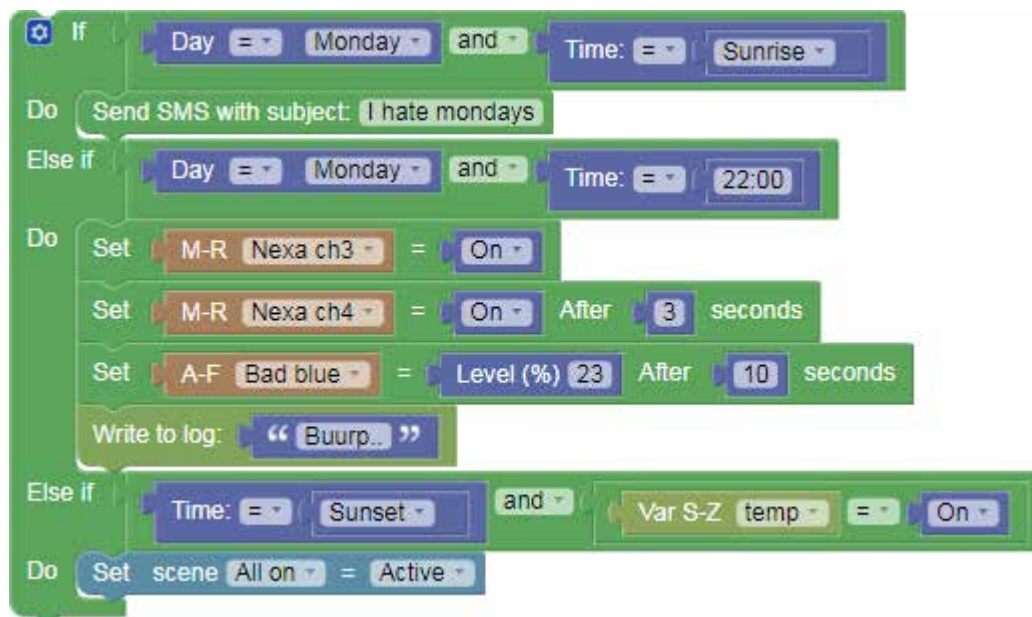 If Day = Monday and Time: = Sunrise
Do Send SMS with subject: I hate mondays
Else if Day = Monday and Time: = 22:00
Do Set M-R Nexa ch3 = On
Set M-R Nexa ch4 = On After 3 seconds
Set A-F Bad blue = Level (%) 23 After 10 seconds
Write to log: “ Buurp.. ”
Else if Time: = Sunset and Var S-Z temp = On
Do Set scene All on = Active